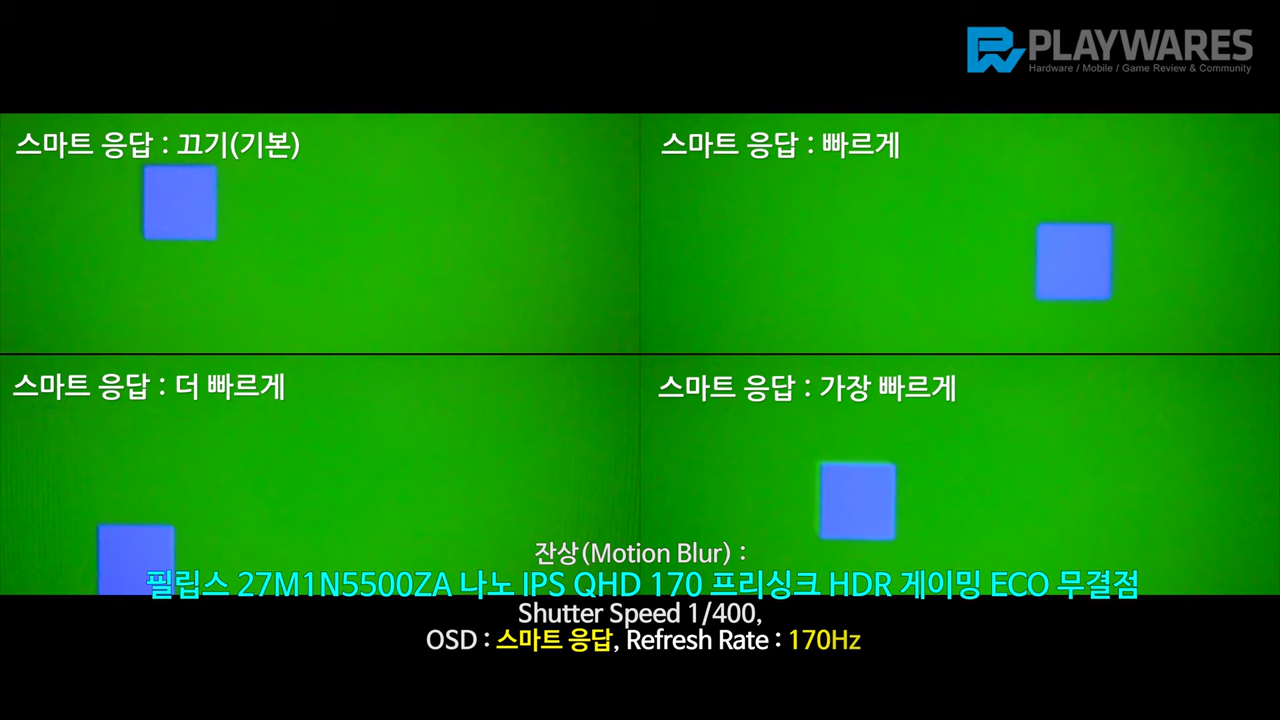 PLAYWARES
Hardware / Mobile / Game Review & Community
스마트 응답 : 끄기(기본)
스마트 응답 : 빠르게
스마트 응답 : 더 빠르게
스마트 응답 : 가장 빠르게
잔상(Motion Blur) :
필립스 27M1N5500ZA 나노 IPS QHD 170 프리싱크 HDR 게이밍 ECO 무결점
Shutter Speed 1/400,
OSD : 스마트 응답, Refresh Rate : 170Hz